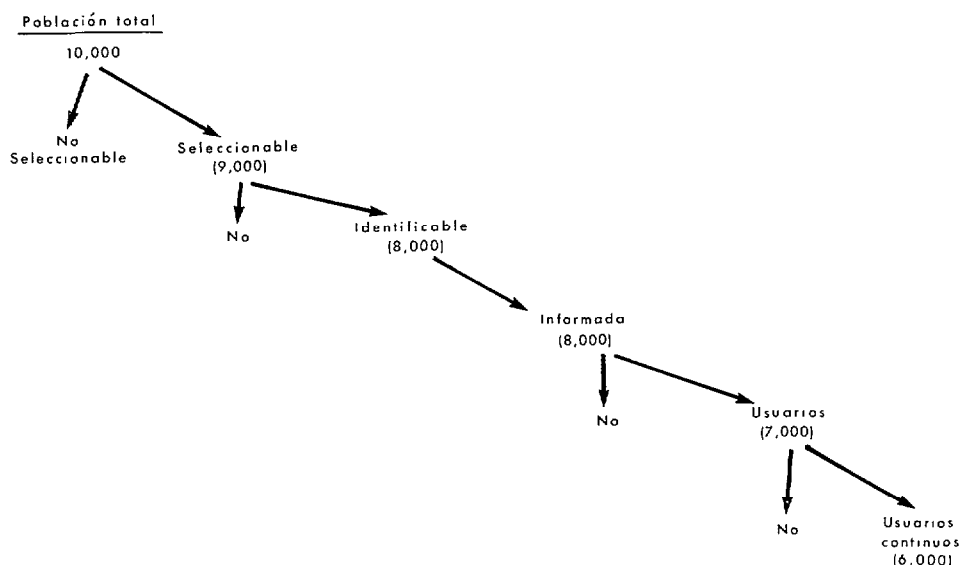 Población total
10,000
No
Seleccionable
Seleccionable
(9,000)
No
Identificable
(8,000)
Informada
(8,000)
No
Usuarios
(7,000)
No
Usuarios
continuos
(6,000)